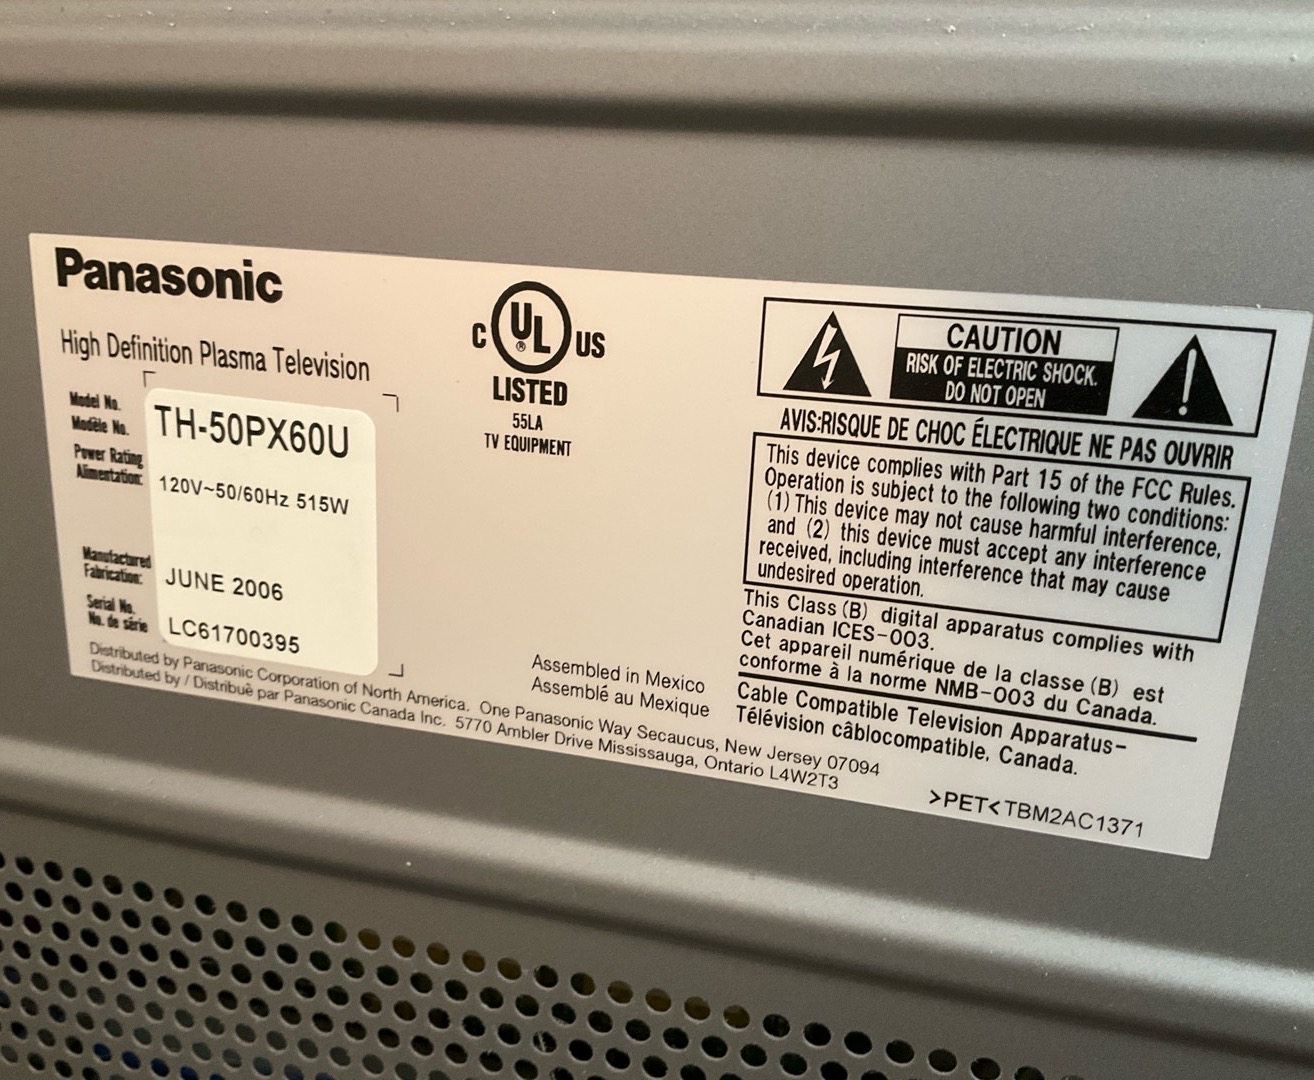 Panasonic
High Definition Plasma Television
Model No.
Modèle No.
TH-50PX60U
Power Rating
Alimentation:
120V~50/60Hz 515W
Manufactured
Fabrication:
JUNE 2006
Serial No.
No. de série
LC61700395
C UL® US
LISTED
55LA
TV EQUIPMENT
Assembled in Mexico
Assemblé au Mexique
Distributed by Panasonic Corporation of North America. One Panasonic Way Secaucus, New Jersey 07094
Distributed by / Distribuè par Panasonic Canada Inc. 5770 Ambler Drive Mississauga, Ontario L4W2T3
CAUTION
RISK OF ELECTRIC SHOCK.
DO NOT OPEN
AVIS:RISQUE DE CHOC ÉLECTRIQUE NE PAS OUVRIR
This device complies with Part 15 of the FCC Rules.
Operation is subject to the following two conditions:
(1) This device may not cause harmful interference,
and (2) this device must accept any interference
received, including interference that may cause
undesired operation.
This Class (B) digital apparatus complies with
Canadian ICES-003.
Cet appareil numérique de la classe (B) est
conforme à la norme NMB-003 du Canada.
Cable Compatible Television Apparatus-
Télévision câblocompatible, Canada.
>PET< TBM2AC1371